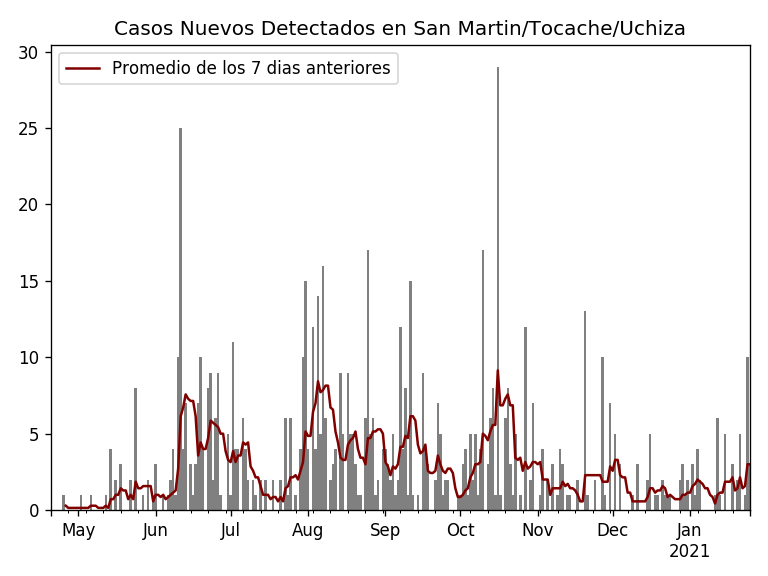 Casos Nuevos Detectados en San Martin/Tocache/Uchiza
Promedio de los 7 dias anteriores
30
25
20
15
10
5
0
May Jun Jul Aug Sep Oct Nov Dec Jan
2021